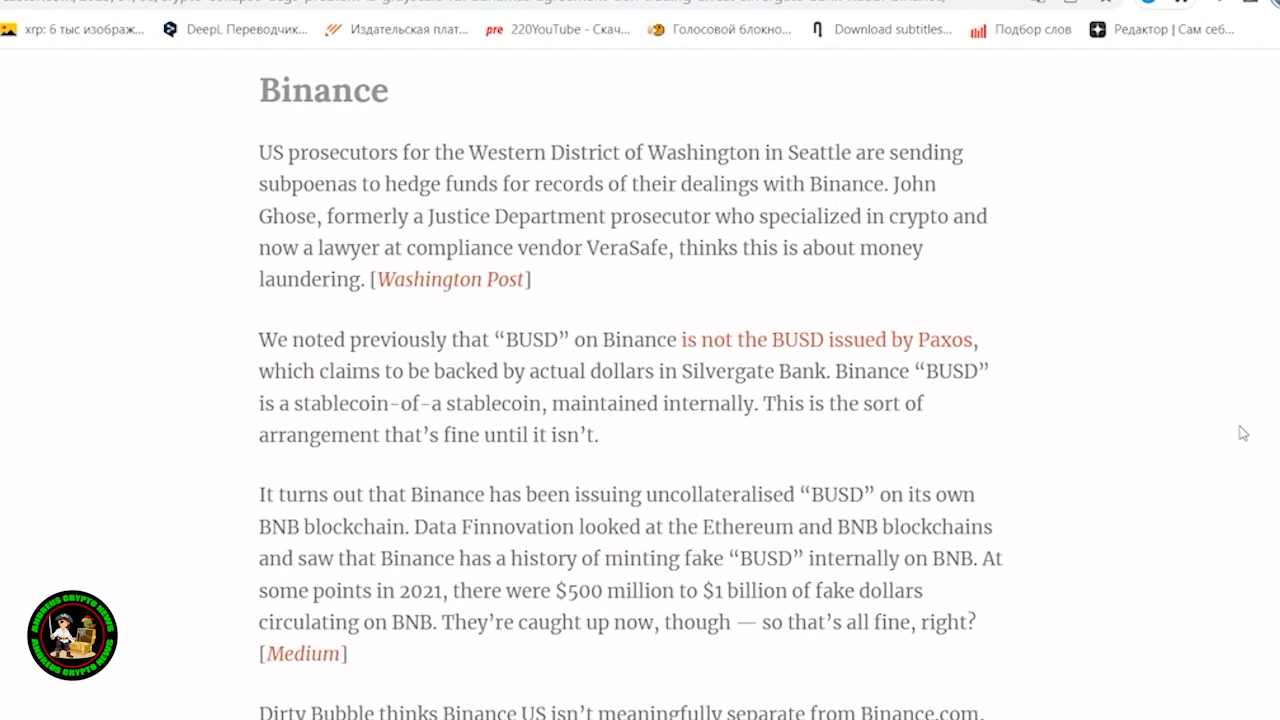 xrp: 6 тыс изображ...
DeepL Переводчик...
Издательская плат...
pre 220YouTube - Скач...
Голосовой блокно...
Download subtitles...
Подбор слов
Редактор | Сам себ...
Binance
US prosecutors for the Western District of Washington in Seattle are sending
subpoenas to hedge funds for records of their dealings with Binance. John
Ghose, formerly a Justice Department prosecutor who specialized in crypto and
now a lawyer at compliance vendor VeraSafe, thinks this is about money
laundering. [Washington Post]
We noted previously that “BUSD” on Binance is not the BUSD issued by Paxos,
which claims to be backed by actual dollars in Silvergate Bank. Binance “BUSD”
is a stablecoin-of-a stablecoin, maintained internally. This is the sort of
arrangement that’s fine until it isn’t.
It turns out that Binance has been issuing uncollateralised “BUSD” on its own
BNB blockchain. Data Finnovation looked at the Ethereum and BNB blockchains
and saw that Binance has a history of minting fake “BUSD” internally on BNB. At
some points in 2021, there were $500 million to $1 billion of fake dollars
circulating on BNB. They’re caught up now, though — so that’s all fine, right?
[Medium]
Dirty Bubble thinks Binance US isn’t meaningfully separate from Binance.com.
ANDREUS CRYPTO NEWS
ANDREUS CRYPTO NEWS